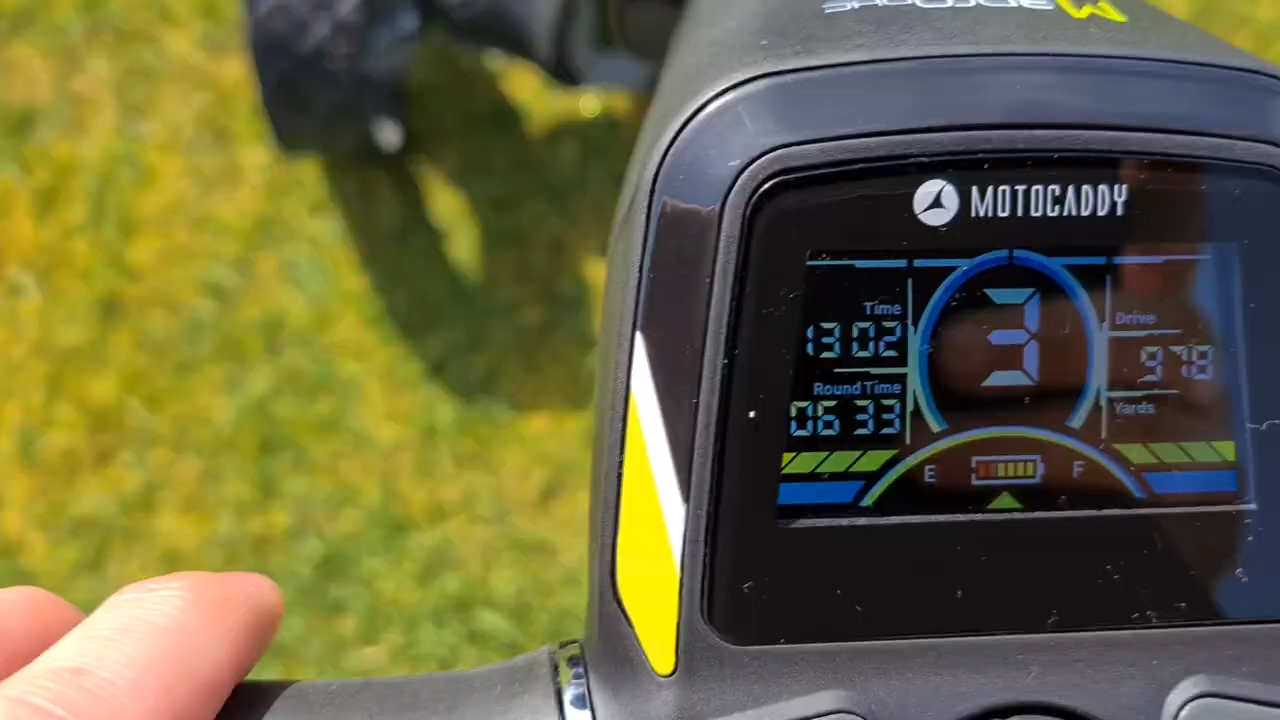 MOTOCADDY
Time
13 02
3
Drive
978
Round Time
06 33
Yards
E
F